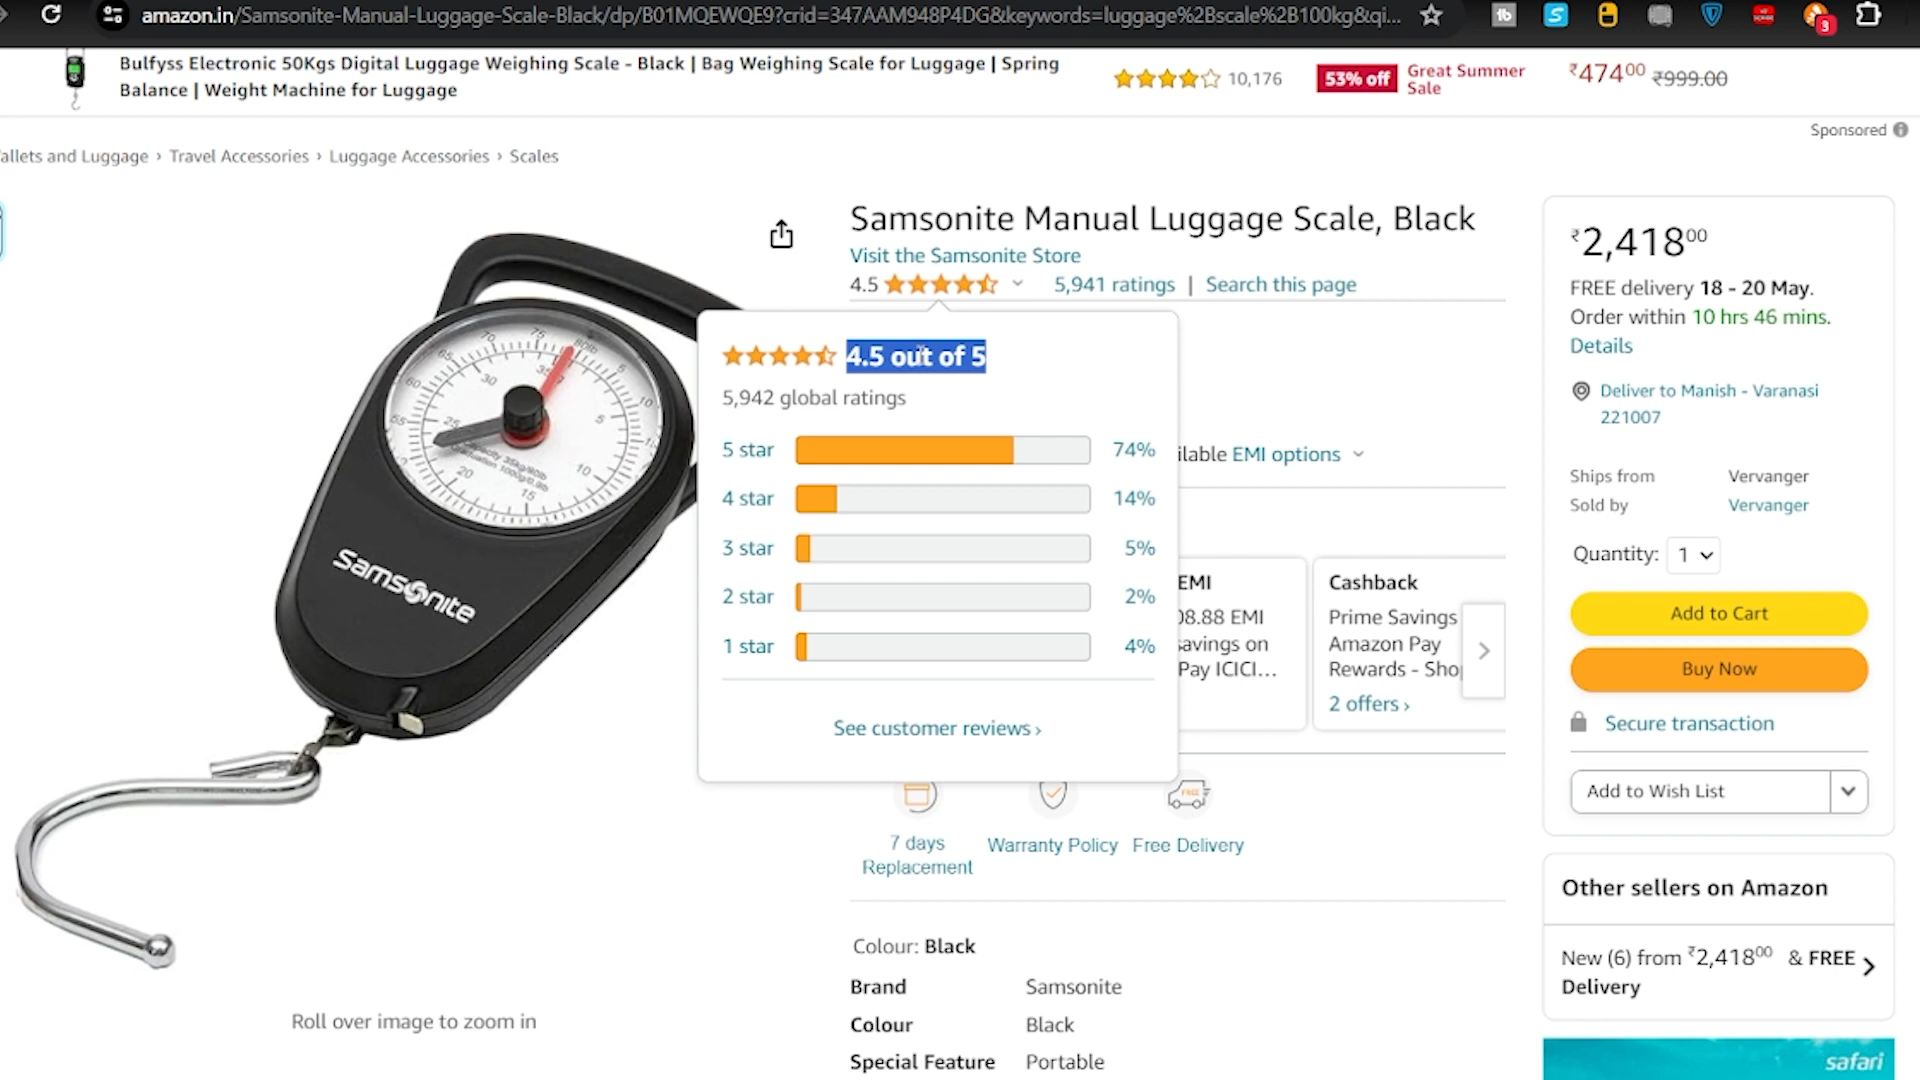 amazon.in/Samsonite-Manual-Luggage-Scale-Black/dp/B01MQEWQE9?crid=347AAM948P4DG&keywords=luggage%2Bscale%2B100kg&qi...
3
Bulfyss Electronic 50Kgs Digital Luggage Weighing Scale - Black | Bag Weighing Scale for Luggage | Spring
Balance | Weight Machine for Luggage
10,176
53% off
Great Summer
Sale
₹47400 ₹999.00
Sponsored
allets and Luggage › Travel Accessories › Luggage Accessories › Scales
Samsonite Manual Luggage Scale, Black
Visit the Samsonite Store
4.5
5,941 ratings | Search this page
4.5 out of 5
5,942 global ratings
5 star 74%
4 star 14%
3 star 5%
2 star 2%
1 star 4%
See customer reviews ›
ilable EMI options
EMI
08.88 EMI
savings on
Pay ICICI...
Cashback
Prime Savings
Amazon Pay
Rewards - Sho
2 offers ›
7 days
Replacement
Warranty Policy
Free Delivery
FREE
Colour: Black
Brand Samsonite
Colour Black
Special Feature Portable
Samsonite
Roll over image to zoom in
₹2,41800
FREE delivery 18 - 20 May.
Order within 10 hrs 46 mins.
Details
Deliver to Manish - Varanasi
221007
Ships from Vervanger
Sold by Vervanger
Quantity: 1
Add to Cart
Buy Now
Secure transaction
Add to Wish List
Other sellers on Amazon
New (6) from ₹2,41800 & FREE
Delivery
safari